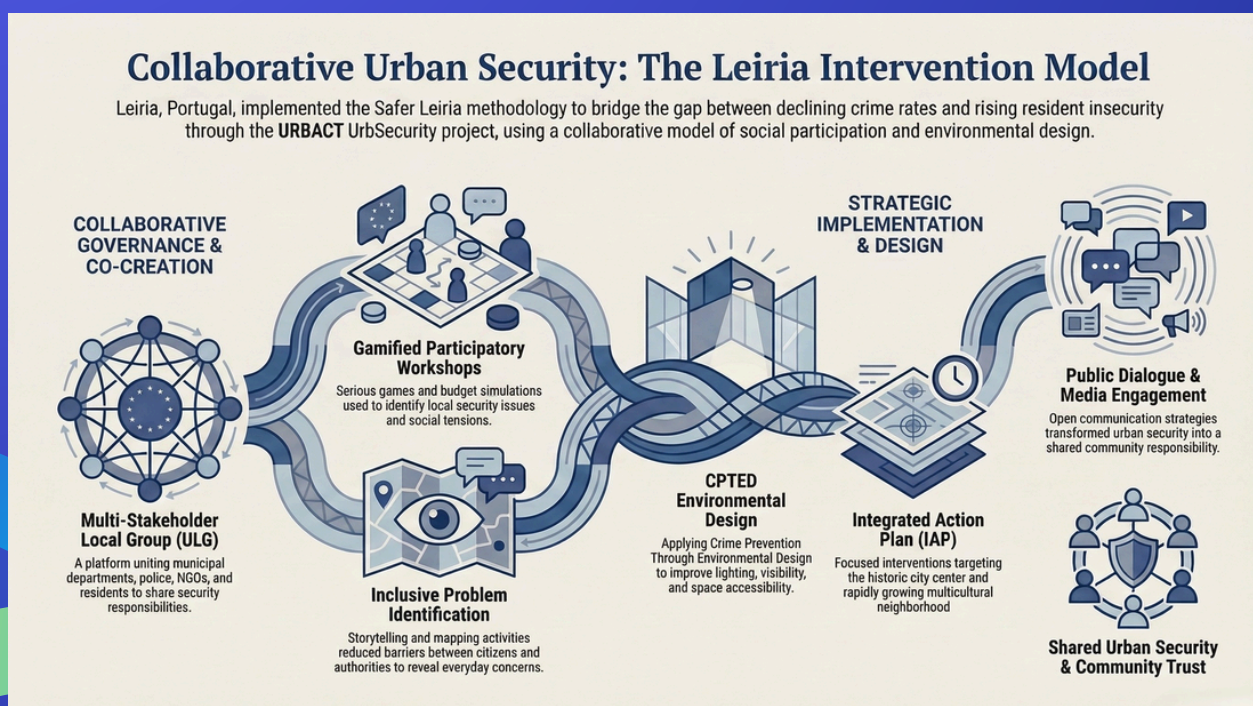 Collaborative Urban Security: The Leiria Intervention Model
Leiria, Portugal, implemented the Safer Leiria methodology to bridge the gap between declining crime rates and rising resident insecurity
through the URBACT UrbSecurity project, using a collaborative model of social participation and environmental design.
COLLABORATIVE
GOVERNANCE &
CO-CREATION
Multi-Stakeholder
Local Group (ULG)
A platform uniting municipal
departments, police, NGOs, and
residents to share security
responsibilities.
Gamified Participatory
Workshops
Serious games and budget simulations
used to identify local security issues
and social tensions.
Inclusive Problem
Identification
Storytelling and mapping activities
reduced barriers between citizens and
authorities to reveal everyday concerns.
STRATEGIC
IMPLEMENTATION
& DESIGN
CPTED
Environmental
Design
Applying Crime Prevention
Through Environmental Design
to improve lighting, visibility,
and space accessibility.
Integrated Action
Plan (IAP)
Focused interventions targeting
the historic city center and
rapidly growing multicultural
neighborhood
Public Dialogue &
Media Engagement
Open communication strategies
transformed urban security into a
shared community responsibility.
Shared Urban Security
& Community Trust